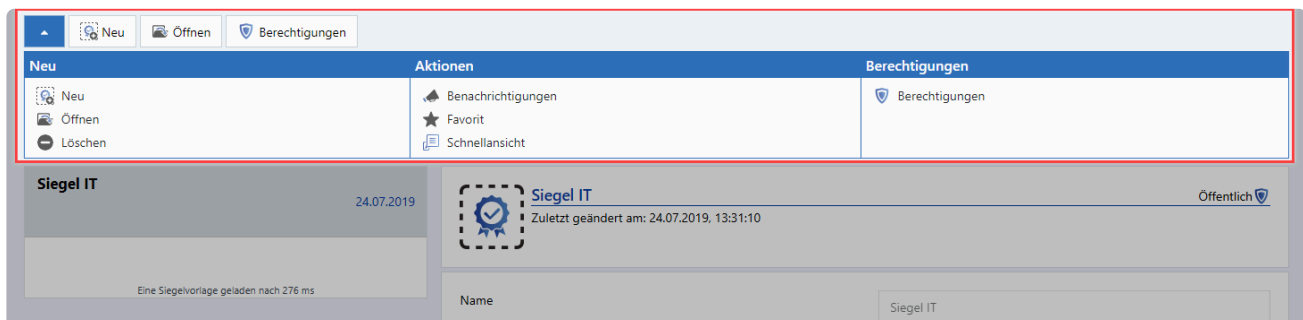 Neu Öffnen Berechtigungen
Neu Aktionen Berechtigungen
Neu Benachrichtigungen Berechtigungen
Öffnen Favorit
Löschen Schnellansicht
Siegel IT
24.07.2019
Eine Siegelvorlage geladen nach 276 ms
Siegel IT Öffentlich
Zuletzt geändert am: 24.07.2019, 13:31:10
Name Siegel IT